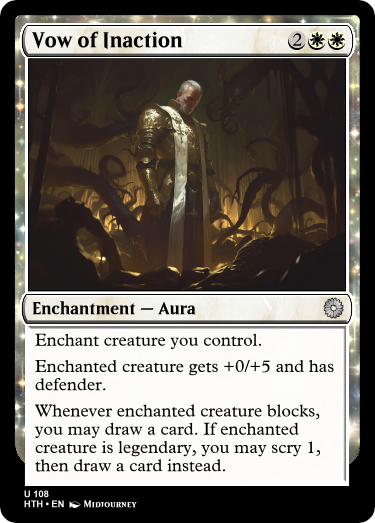 Vow of Inaction 2
Enchantment — Aura
Enchant creature you control.
Enchanted creature gets +0/+5 and has
defender.
Whenever enchanted creature blocks,
you may draw a card. If enchanted
creature is legendary, you may scry 1,
then draw a card instead.
U 108
HTH • EN Midjourney